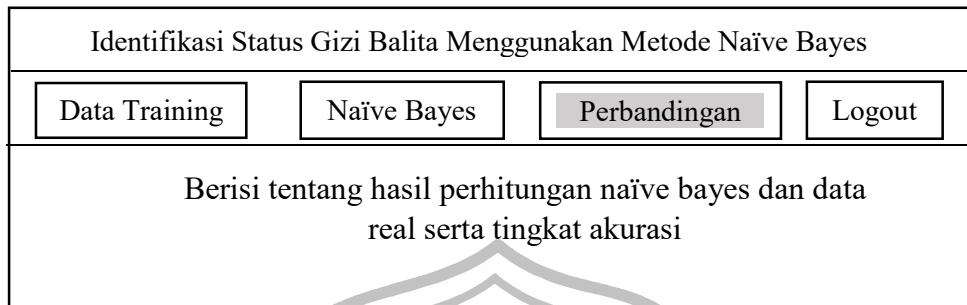 Identifikasi Status Gizi Balita Menggunakan Metode Naïve Bayes
Data Training Naïve Bayes Perbandingan Logout
Berisi tentang hasil perhitungan naïve bayes dan data
real serta tingkat akurasi